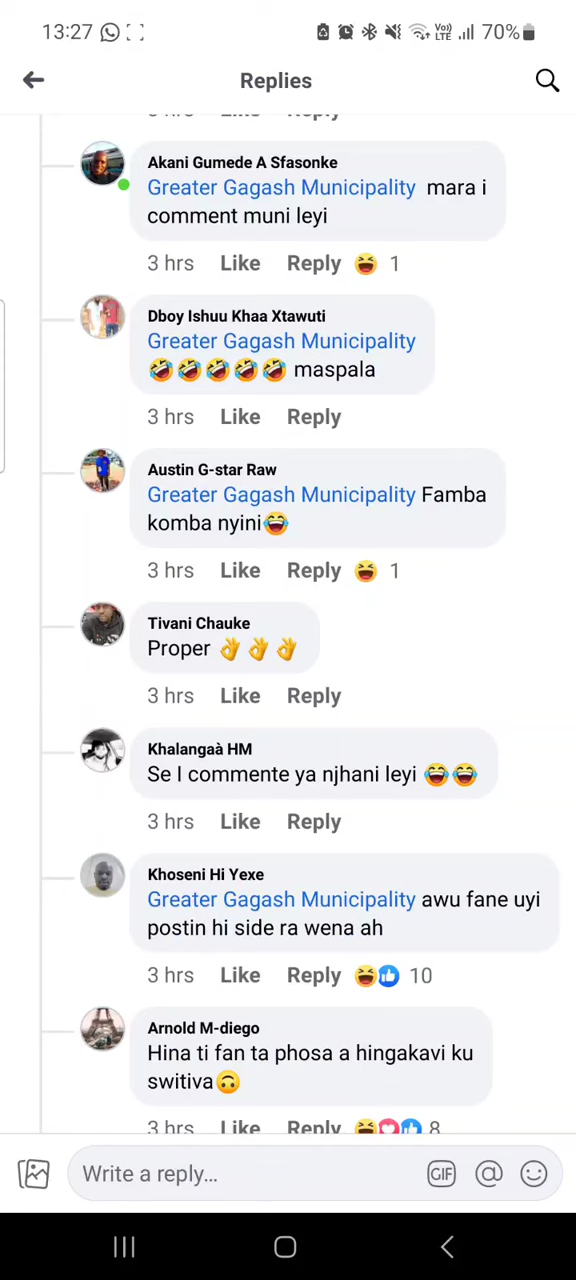 13:27 Vo) LTE 70%
Replies
Akani Gumede A Sfasonke
Greater Gagash Municipality mara i
comment muni leyi
3 hrs Like Reply 😆 1
Dboy Ishuu Khaa Xtawuti
Greater Gagash Municipality
🤣🤣🤣🤣🤣 maspala
3 hrs Like Reply
Austin G-star Raw
Greater Gagash Municipality Famba
komba nyini😂
3 hrs Like Reply 😆 1
Tivani Chauke
Proper 👌👌👌
3 hrs Like Reply
Khalangaà HM
Se I commente ya njhani leyi 😂😂
3 hrs Like Reply
Khoseni Hi Yexe
Greater Gagash Municipality awu fane uyi
postin hi side ra wena ah
3 hrs Like Reply 😆👍 10
Arnold M-diego
Hina ti fan ta phosa a hingakavi ku
switiva🙃
3 hrs Like Reply 😆❤️👍 8
Write a reply... GIF @